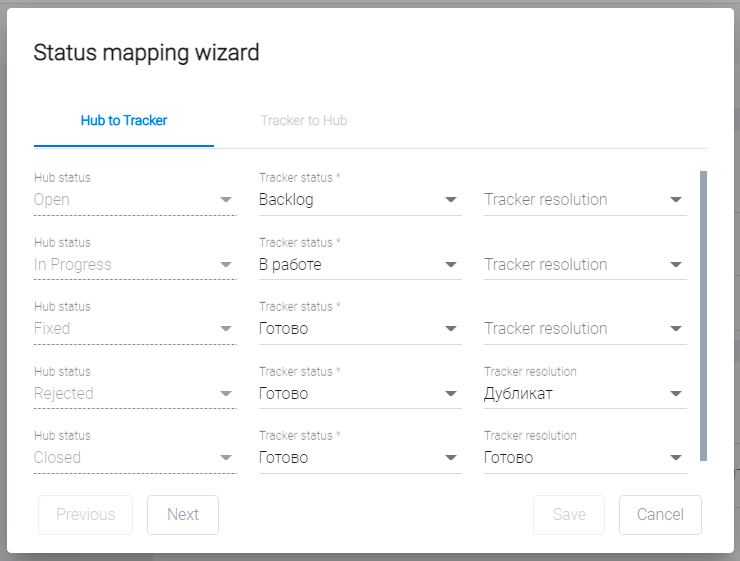 Status mapping wizard
Hub to Tracker Tracker to Hub
Hub status Tracker status *
Open Backlog Tracker resolution
Hub status Tracker status *
In Progress В работе Tracker resolution
Hub status Tracker status *
Fixed Готово Tracker resolution
Hub status Tracker status * Tracker resolution
Rejected Готово Дубликат
Hub status Tracker status * Tracker resolution
Closed Готово Готово
Previous Next Save Cancel